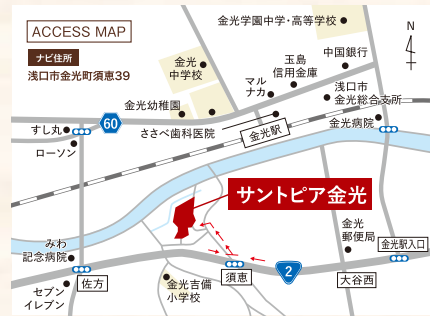 ACCESS MAP
ナビ住所
浅口市金光町須恵39
金光学園中学・高等学校
N
金光
中学校
玉島
信用金庫
中国銀行
マル
ナカ
浅口市
金光総合支所
金光幼稚園
すし丸
60
ささべ歯科医院
金光駅
金光病院
ローソン
サントピア金光
みわ
記念病院
金光
郵便局
金光駅入口
セブン
イレブン
佐方
金光吉備
小学校
須恵
2
大谷西